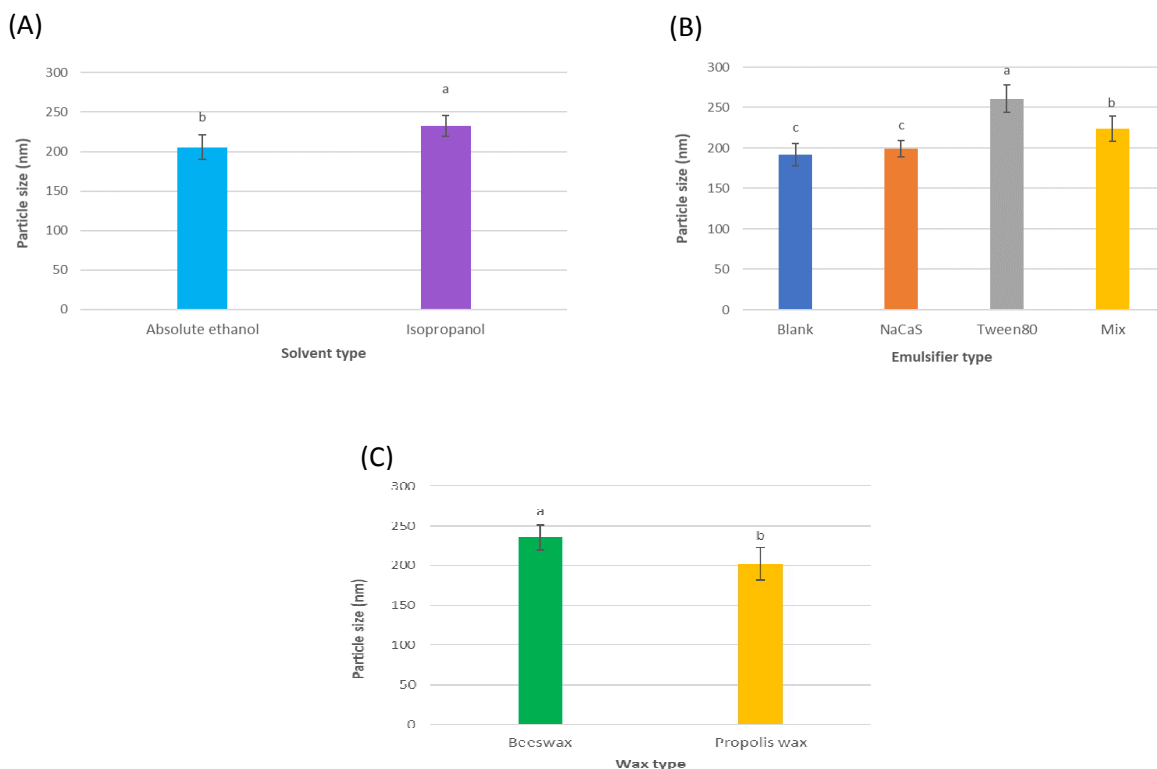 (A)
300
250
200
150
100
50
0
Particle size (nm)
b
a
Absolute ethanol
Isopropanol
Solvent type
(B)
300
250
200
150
100
50
0
Particle size (nm)
c
c
a
b
Blank
NaCaS
Tween80
Mix
Emulsifier type
(C)
300
250
200
150
100
50
0
Particle size (nm)
a
b
Beeswax
Propolis wax
Wax type